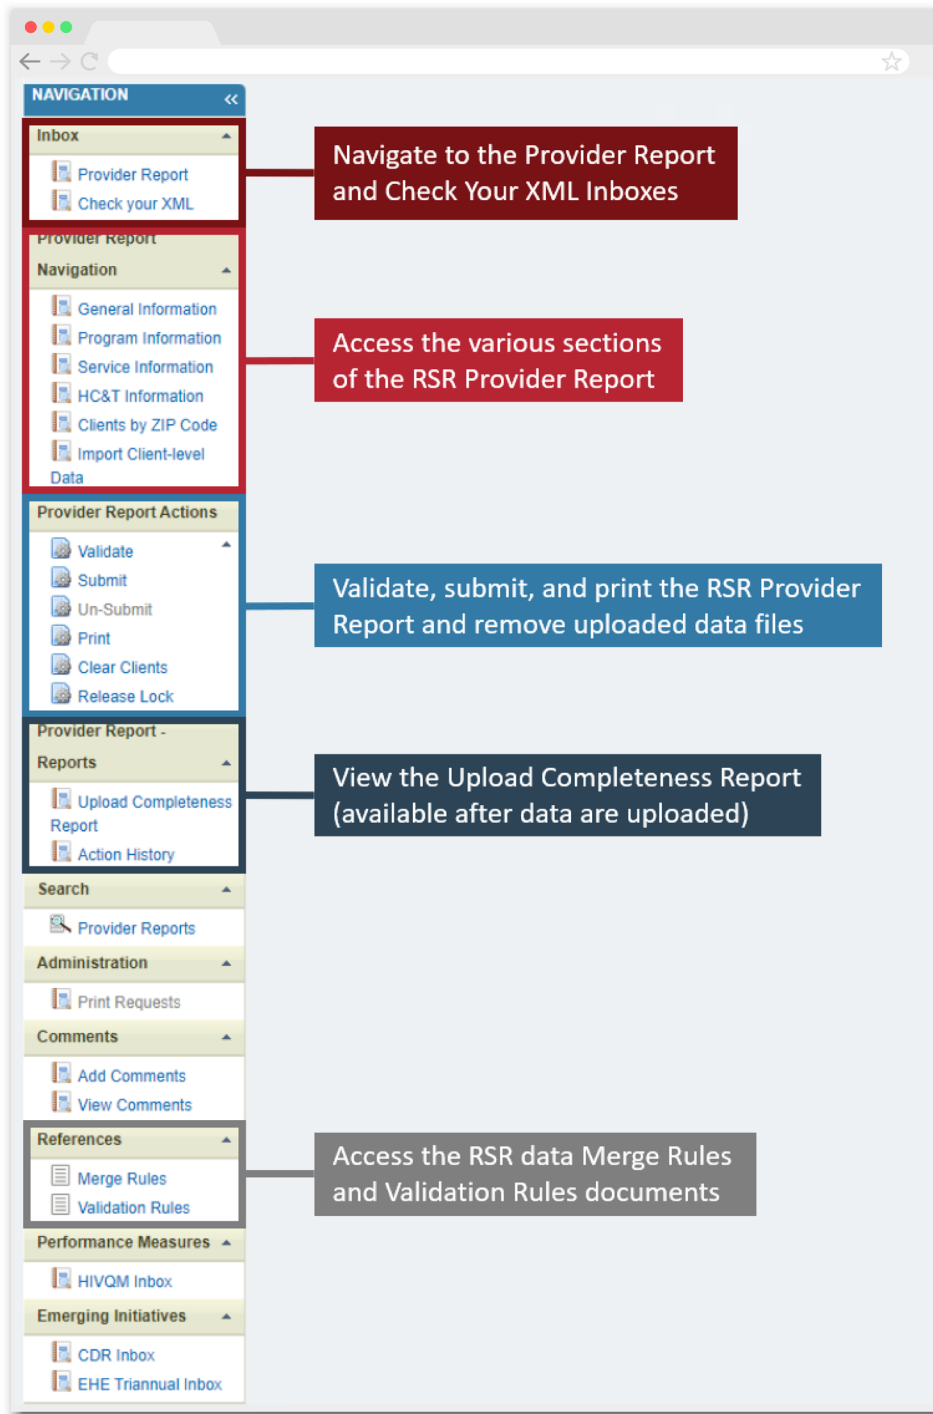 NAVIGATION «
Inbox
Provider Report
Check your XML
Navigate to the Provider Report
and Check Your XML Inboxes
Provider Report
Navigation
General Information
Program Information
Service Information
HC&T Information
Clients by ZIP Code
Import Client-level
Data
Access the various sections
of the RSR Provider Report
Provider Report Actions
Validate
Submit
Un-Submit
Print
Clear Clients
Release Lock
Validate, submit, and print the RSR Provider
Report and remove uploaded data files
Provider Report -
Reports
Upload Completeness
Report
Action History
View the Upload Completeness Report
(available after data are uploaded)
Search
Provider Reports
Administration
Print Requests
Comments
Add Comments
View Comments
References
Merge Rules
Validation Rules
Access the RSR data Merge Rules
and Validation Rules documents
Performance Measures
HIVQM Inbox
Emerging Initiatives
CDR Inbox
EHE Triannual Inbox